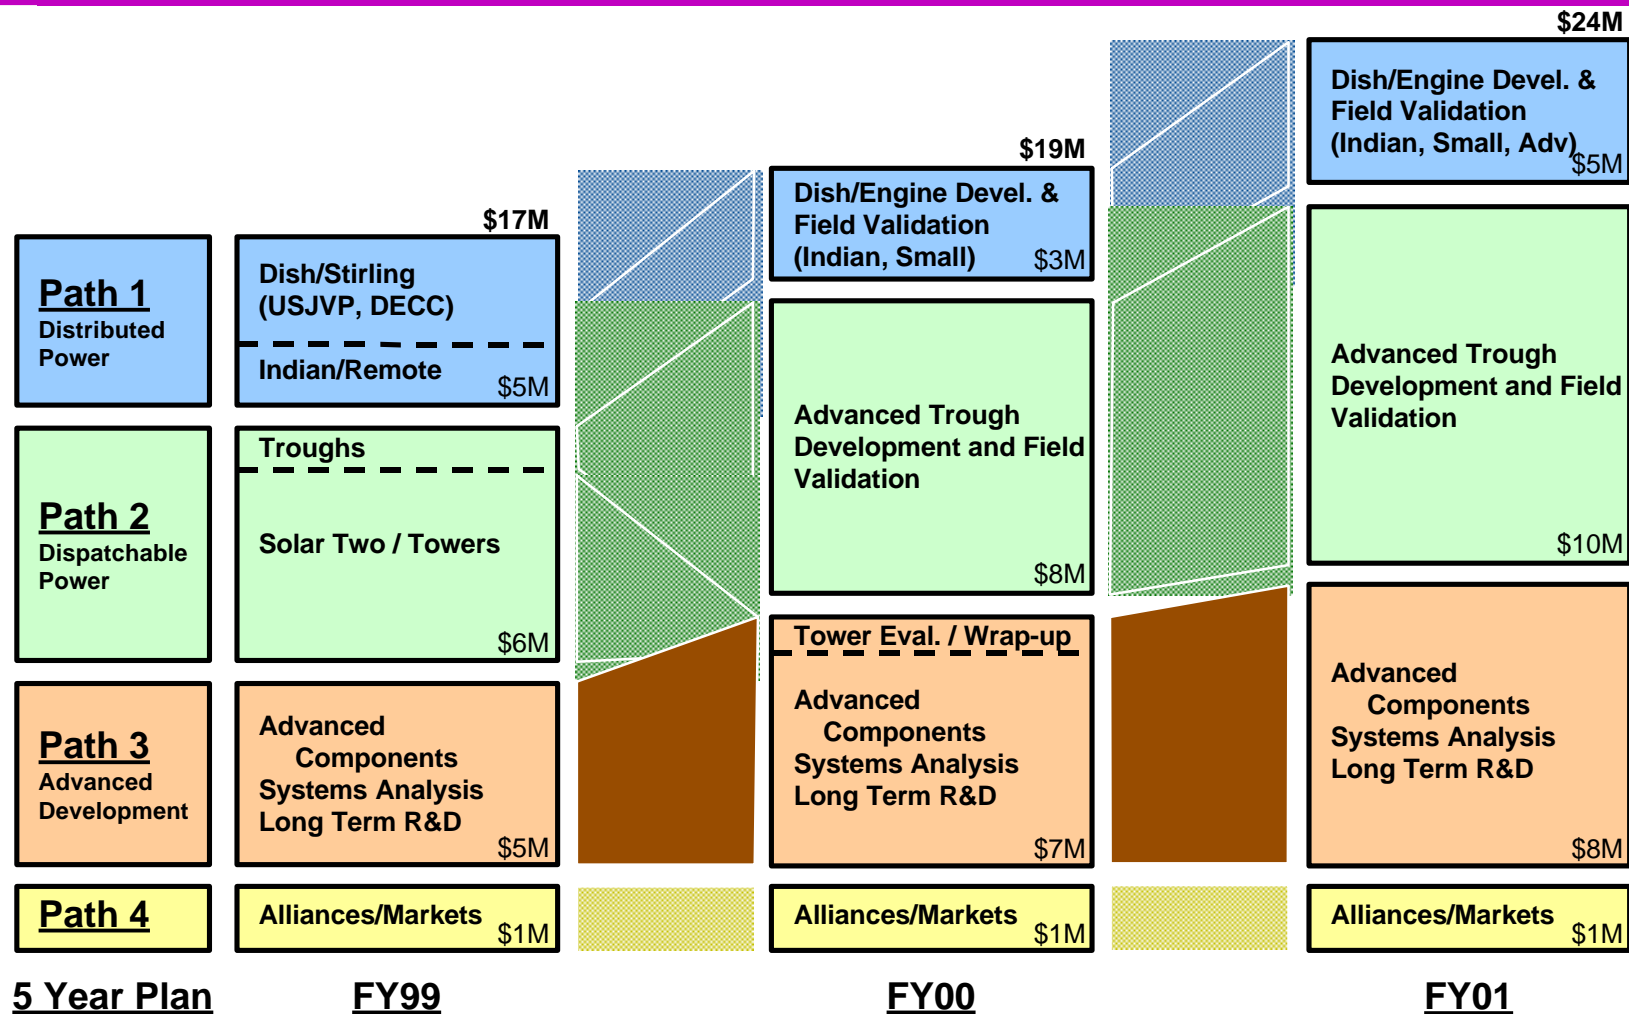 $24M
Dish/Engine Devel. &
Field Validation
(Indian, Small, Adv)
$5M
$19M
Dish/Engine Devel. &
Field Validation
(Indian, Small)
$3M
$17M
Path 1
Distributed
Power
Dish/Stirling
(USJVP, DECC)
Indian/Remote
$5M
Path 2
Dispatchable
Power
Troughs
Solar Two / Towers
$6M
Advanced Trough
Development and Field
Validation
$8M
Advanced Trough
Development and Field
Validation
$10M
Path 3
Advanced
Development
Advanced
Components
Systems Analysis
Long Term R&D
$5M
Tower Eval. / Wrap-up
Advanced
Components
Systems Analysis
Long Term R&D
$7M
Advanced
Components
Systems Analysis
Long Term R&D
$8M
Path 4
Alliances/Markets
$1M
Alliances/Markets
$1M
Alliances/Markets
$1M
5 Year Plan
FY99
FY00
FY01